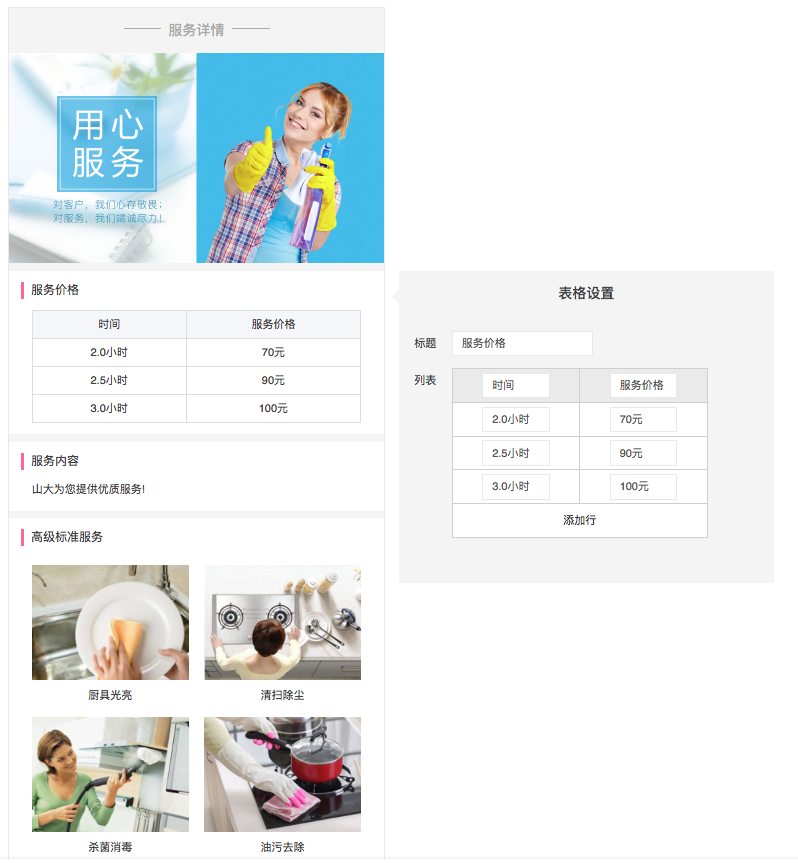 服务详情
用心
服务
对客户，我们心存敬畏；
对服务，我们竭诚尽力！
服务价格
时间 服务价格
2.0小时 70元
2.5小时 90元
3.0小时 100元
服务内容
山大为您提供优质服务!
高级标准服务
厨具光亮 清扫除尘
杀菌消毒 油污去除
表格设置
标题 服务价格
列表 时间 服务价格
2.0小时 70元
2.5小时 90元
3.0小时 100元
添加行